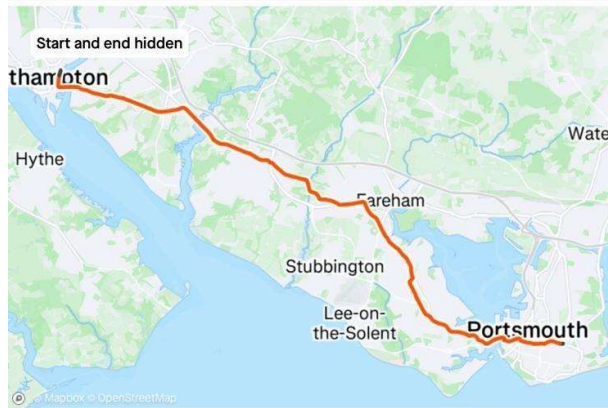 Start and end hidden
thampton
Hythe
Wate
Fareham
Stubbington
Lee-on-
the-Solent
Portsmouth
© Mapbox © OpenStreetMap